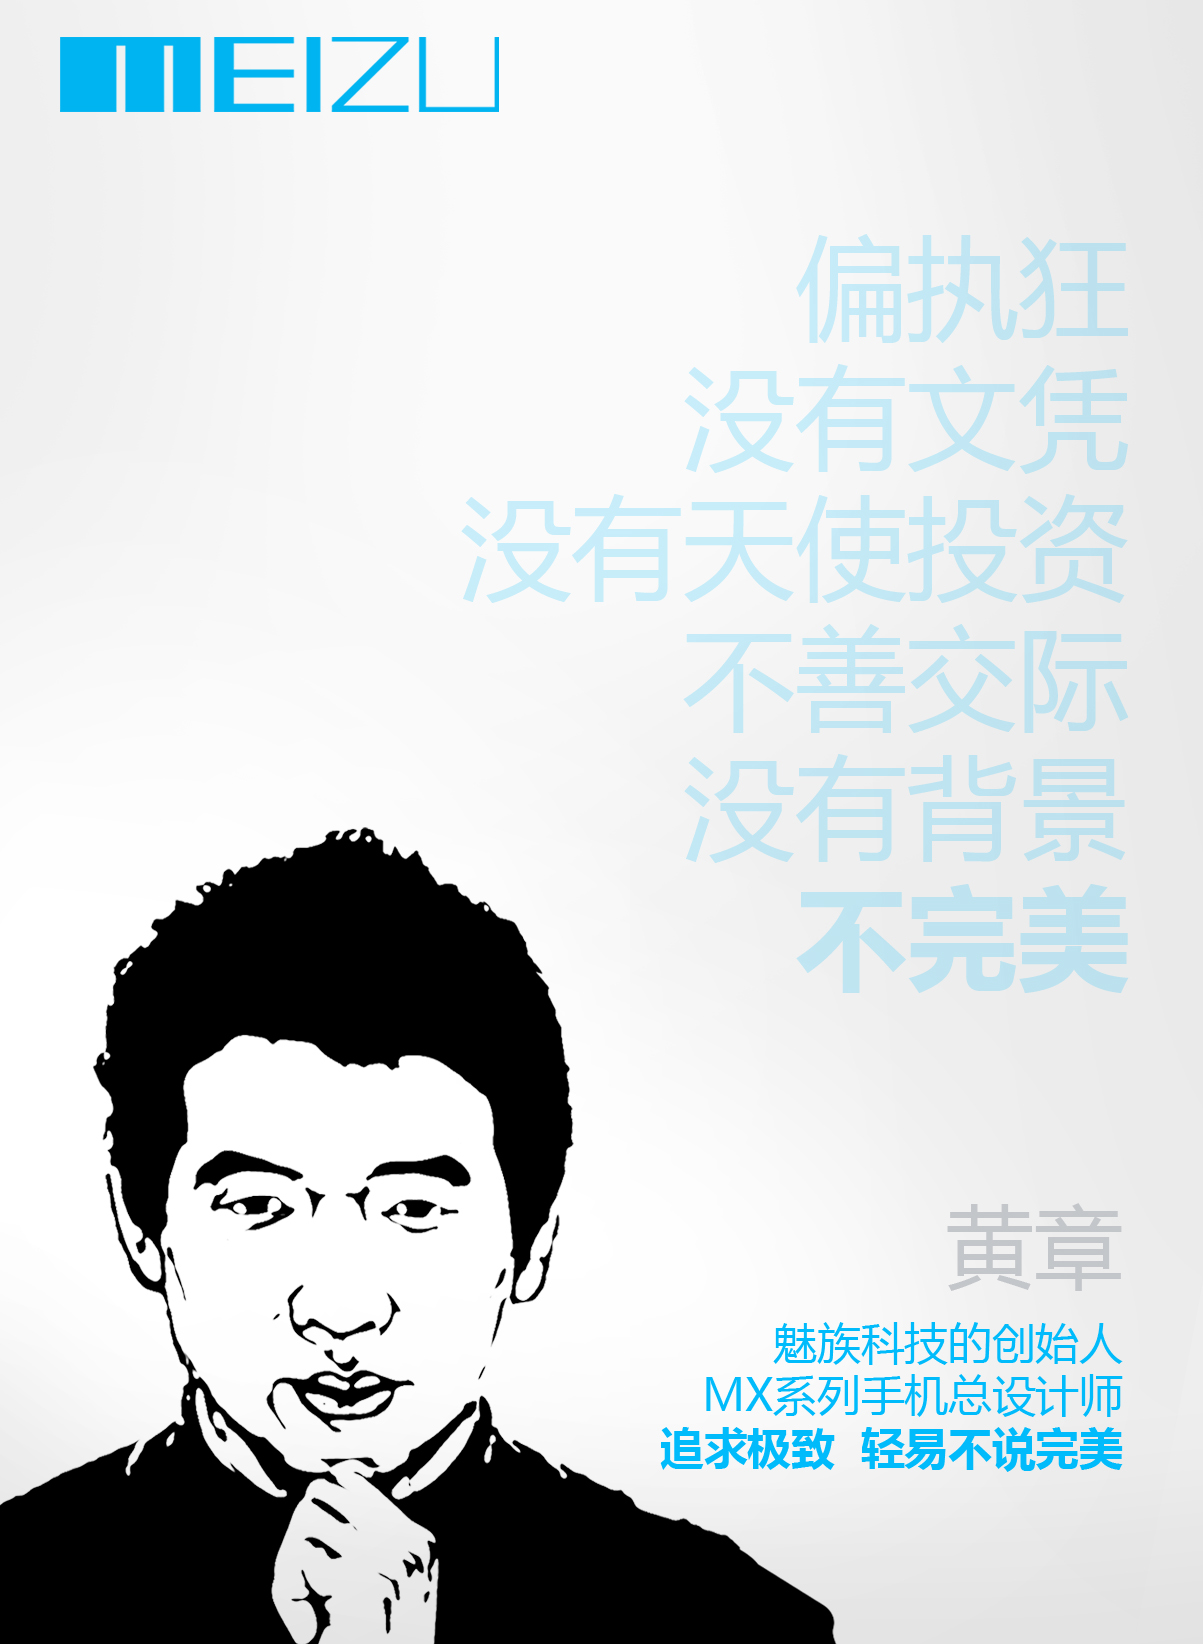 MEIZU
偏执狂
没有文凭
没有天使投资
不善交际
没有背景
不完美
黄章
魅族科技的创始人
MX系列手机总设计师
追求极致 轻易不说完美